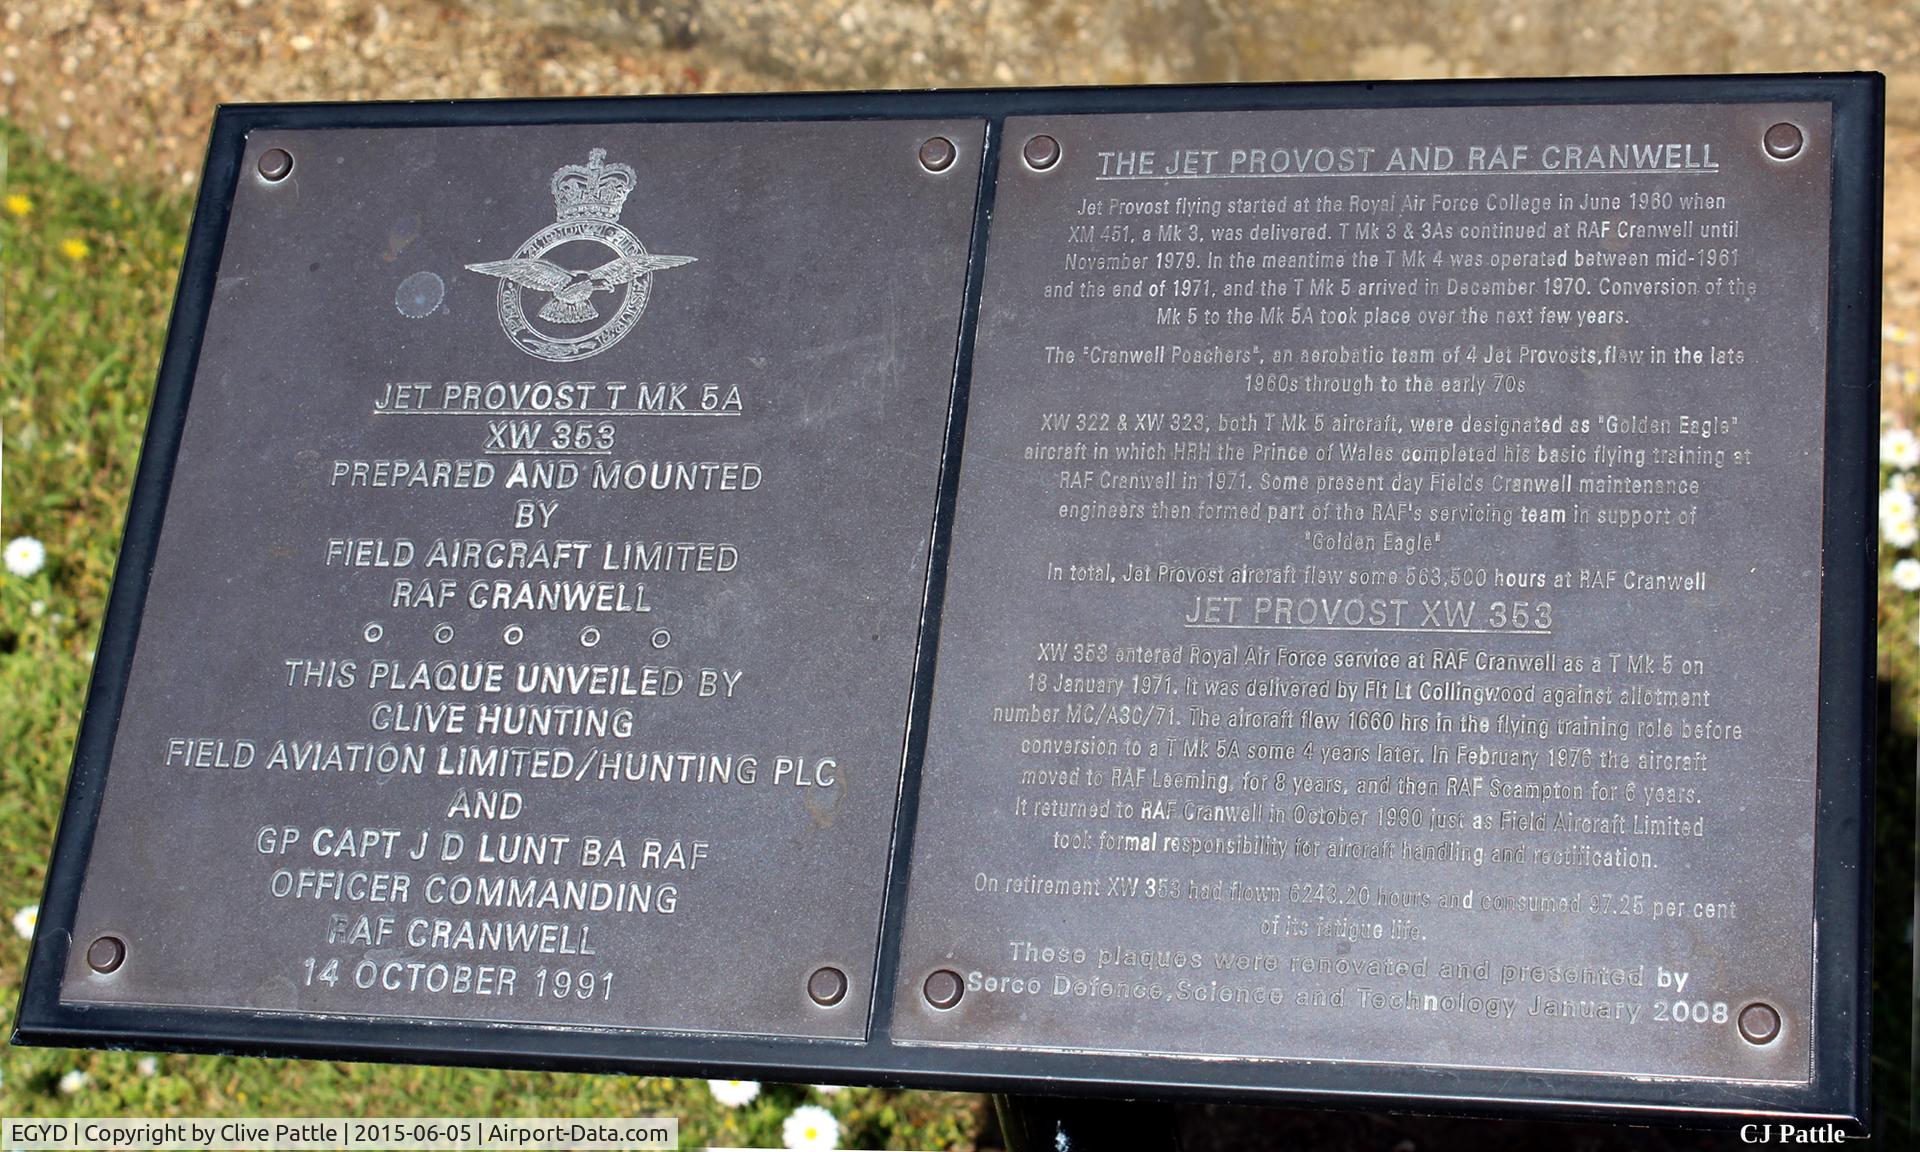 JET PROVOST T MK 5A
XW 353
PREPARED AND MOUNTED
BY
FIELD AIRCRAFT LIMITED
RAF CRANWELL
THIS PLAQUE UNVEILED BY
CLIVE HUNTING
FIELD AVIATION LIMITED/HUNTING PLC
AND
GP CAPT J D LUNT BA RAF
OFFICER COMMANDING
RAF CRANWELL
14 OCTOBER 1991
THE JET PROVOST AND RAF CRANWELL
Jet Provost flying started at the Royal Air Force College in June 1960 when
XM 451, a Mk 3, was delivered. T Mk 3 & 3As continued at RAF Cranwell until
November 1979. In the meantime the T Mk 4 was operated between mid-1961
and the end of 1971, and the T Mk 5 arrived in December 1970. Conversion of the
Mk 5 to the Mk 5A took place over the next few years.
The "Cranwell Poachers", an aerobatic team of 4 Jet Provosts, flew in the late
1960s through to the early 70s
XW 322 & XW 323, both T Mk 5 aircraft, were designated as "Golden Eagle"
aircraft in which HRH the Prince of Wales completed his basic flying training at
RAF Cranwell in 1971. Some present day Fields Cranwell maintenance
engineers then formed part of the RAF's servicing team in support of
"Golden Eagle"
In total, Jet Provost aircraft flew some 563,500 hours at RAF Cranwell
JET PROVOST XW 353
XW 353 entered Royal Air Force service at RAF Cranwell as a T Mk 5 on
18 January 1971. It was delivered by Flt Lt Collingwood against allotment
number MC/A3C/71. The aircraft flew 1660 hrs in the flying training role before
conversion to a T Mk 5A some 4 years later. In February 1976 the aircraft
moved to RAF Leeming, for 8 years, and then RAF Scampton for 6 years.
It returned to RAF Cranwell in October 1990 just as Field Aircraft Limited
took formal responsibility for aircraft handling and rectification.
On retirement XW 353 had flown 6243.20 hours and consumed 97.25 per cent
of its fatigue life.
These plaques were renovated and presented by
Serco Defence, Science and Technology January 2008
EGYD | Copyright by Clive Pattle | 2015-06-05 | Airport-Data.com
CJ Pattle